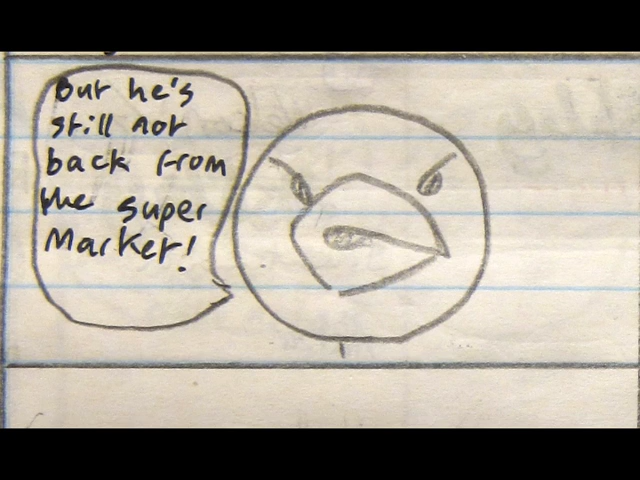 But he's
still not
back from
the super
Market!